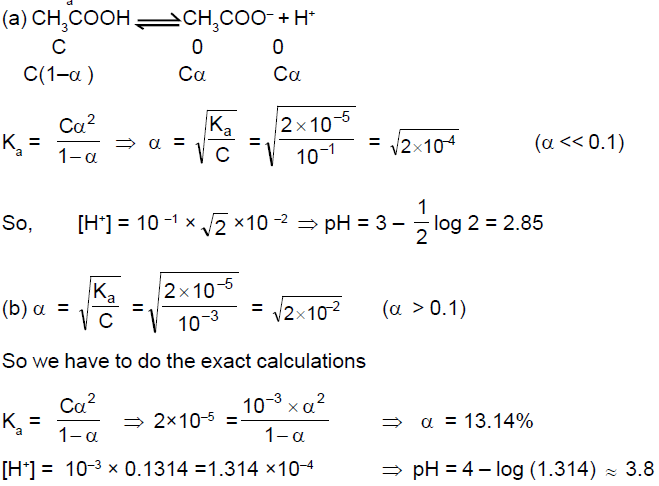 a
(a) CH₃COOH ⇌ CH₃COO⁻ + H⁺
C 0 0
C(1–α ) Cα Cα
Kₐ = Cα²/(1–α) ⇒ α = √(Kₐ/C) = √(2×10⁻⁵/10⁻¹) = √(2×10⁻⁴) (α << 0.1)
So, [H⁺] = 10⁻¹ × √2 ×10⁻² ⇒ pH = 3 – 1/2 log 2 = 2.85
(b) α = √(Kₐ/C) = √(2×10⁻⁵/10⁻³) = √(2×10⁻²) (α > 0.1)
So we have to do the exact calculations
Kₐ = Cα²/(1–α) ⇒ 2×10⁻⁵ = 10⁻³ × α²/(1–α) ⇒ α = 13.14%
[H⁺] = 10⁻³ × 0.1314 =1.314 ×10⁻⁴ ⇒ pH = 4 – log (1.314) ≈ 3.8